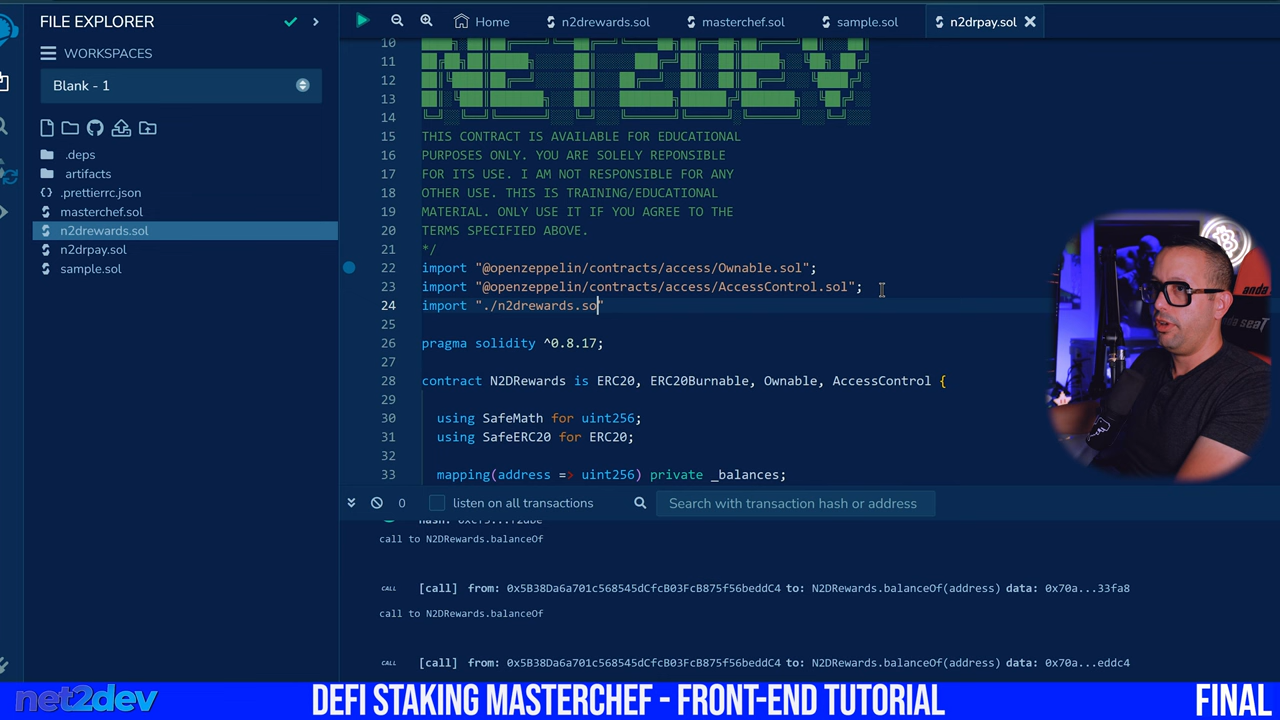 FILE EXPLORER
WORKSPACES
Blank - 1
.deps
artifacts
.prettierrc.json
masterchef.sol
n2drewards.sol
n2drpay.sol
sample.sol
Home
n2drewards.sol
masterchef.sol
sample.sol
n2drpay.sol
10
11
12
13
14
15 THIS CONTRACT IS AVAILABLE FOR EDUCATIONAL
16 PURPOSES ONLY. YOU ARE SOLELY REPONSIBLE
17 FOR ITS USE. I AM NOT RESPONSIBLE FOR ANY
18 OTHER USE. THIS IS TRAINING/EDUCATIONAL
19 MATERIAL. ONLY USE IT IF YOU AGREE TO THE
20 TERMS SPECIFIED ABOVE.
21 */
22 import "@openzeppelin/contracts/access/Ownable.sol";
23 import "@openzeppelin/contracts/access/AccessControl.sol";
24 import "./n2drewards.so"
25
26 pragma solidity ^0.8.17;
27
28 contract N2DRewards is ERC20, ERC20Burnable, Ownable, AccessControl {
29
30 using SafeMath for uint256;
31 using SafeERC20 for ERC20;
32
33 mapping(address => uint256) private _balances;
0 listen on all transactions Search with transaction hash or address
call to N2DRewards.balanceOf
CALL [call] from: 0x5B38Da6a701c568545dCfcB03FcB875f56beddC4 to: N2DRewards.balanceOf(address) data: 0x70a...33fa8
call to N2DRewards.balanceOf
CALL [call] from: 0x5B38Da6a701c568545dCfcB03FcB875f56beddC4 to: N2DRewards.balanceOf(address) data: 0x70a...eddc4
net2dev DEFI STAKING MASTERCHEF - FRONT-END TUTORIAL FINAL